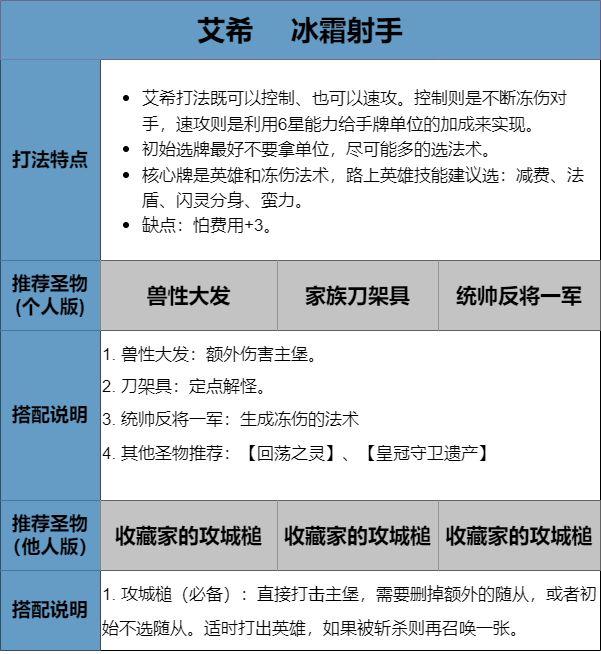 艾希 冰霜射手
打法特点
• 艾希打法既可以控制、也可以速攻。控制则是不断冻伤对
手，速攻则是利用6星能力给手牌单位的加成来实现。
• 初始选牌最好不要拿单位，尽可能多的选法术。
• 核心牌是英雄和冻伤法术，路上英雄技能建议选：减费、法
盾、闪灵分身、蛮力。
• 缺点：怕费用+3。
推荐圣物
(个人版)
兽性大发
家族刀架具
统帅反将一军
搭配说明
1. 兽性大发：额外伤害主堡。
2. 刀架具：定点解怪。
3. 统帅反将一军：生成冻伤的法术
4. 其他圣物推荐：【回荡之灵】、【皇冠守卫遗产】
推荐圣物
（他人版）
收藏家的攻城槌
收藏家的攻城槌
收藏家的攻城槌
搭配说明
1. 攻城槌（必备）：直接打击主堡，需要删掉额外的随从，或者初
始不选随从。适时打出英雄，如果被斩杀则再召唤一张。